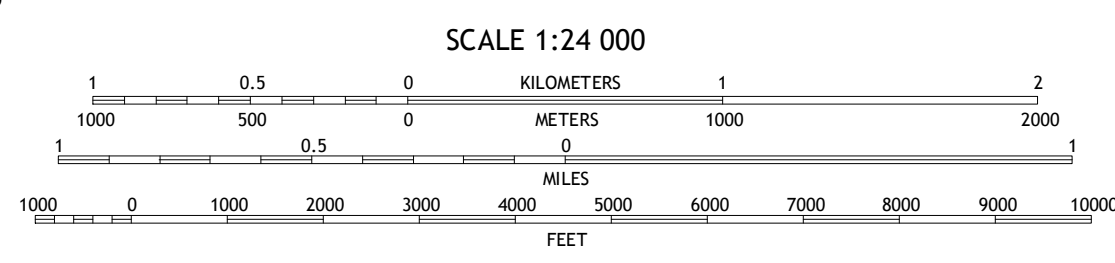 SCALE 1:24 000
1 0.5 0 KILOMETERS 1 2
1000 500 0 METERS 1000 2000
1 0.5 0 1
MILES
1000 0 1000 2000 3000 4000 5000 6000 7000 8000 9000 10000
FEET